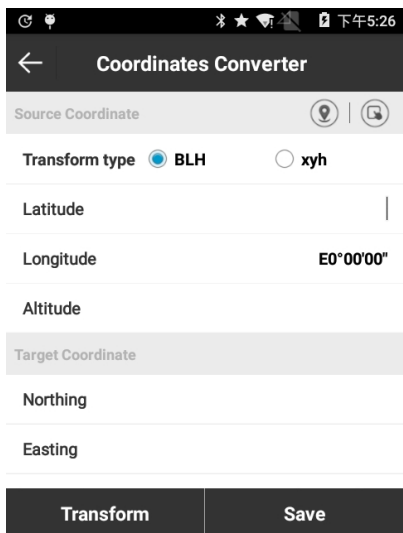 下午5:26
Coordinates Converter
Source Coordinate
Transform type BLH xyh
Latitude
Longitude E0°00'00"
Altitude
Target Coordinate
Northing
Easting
Transform Save